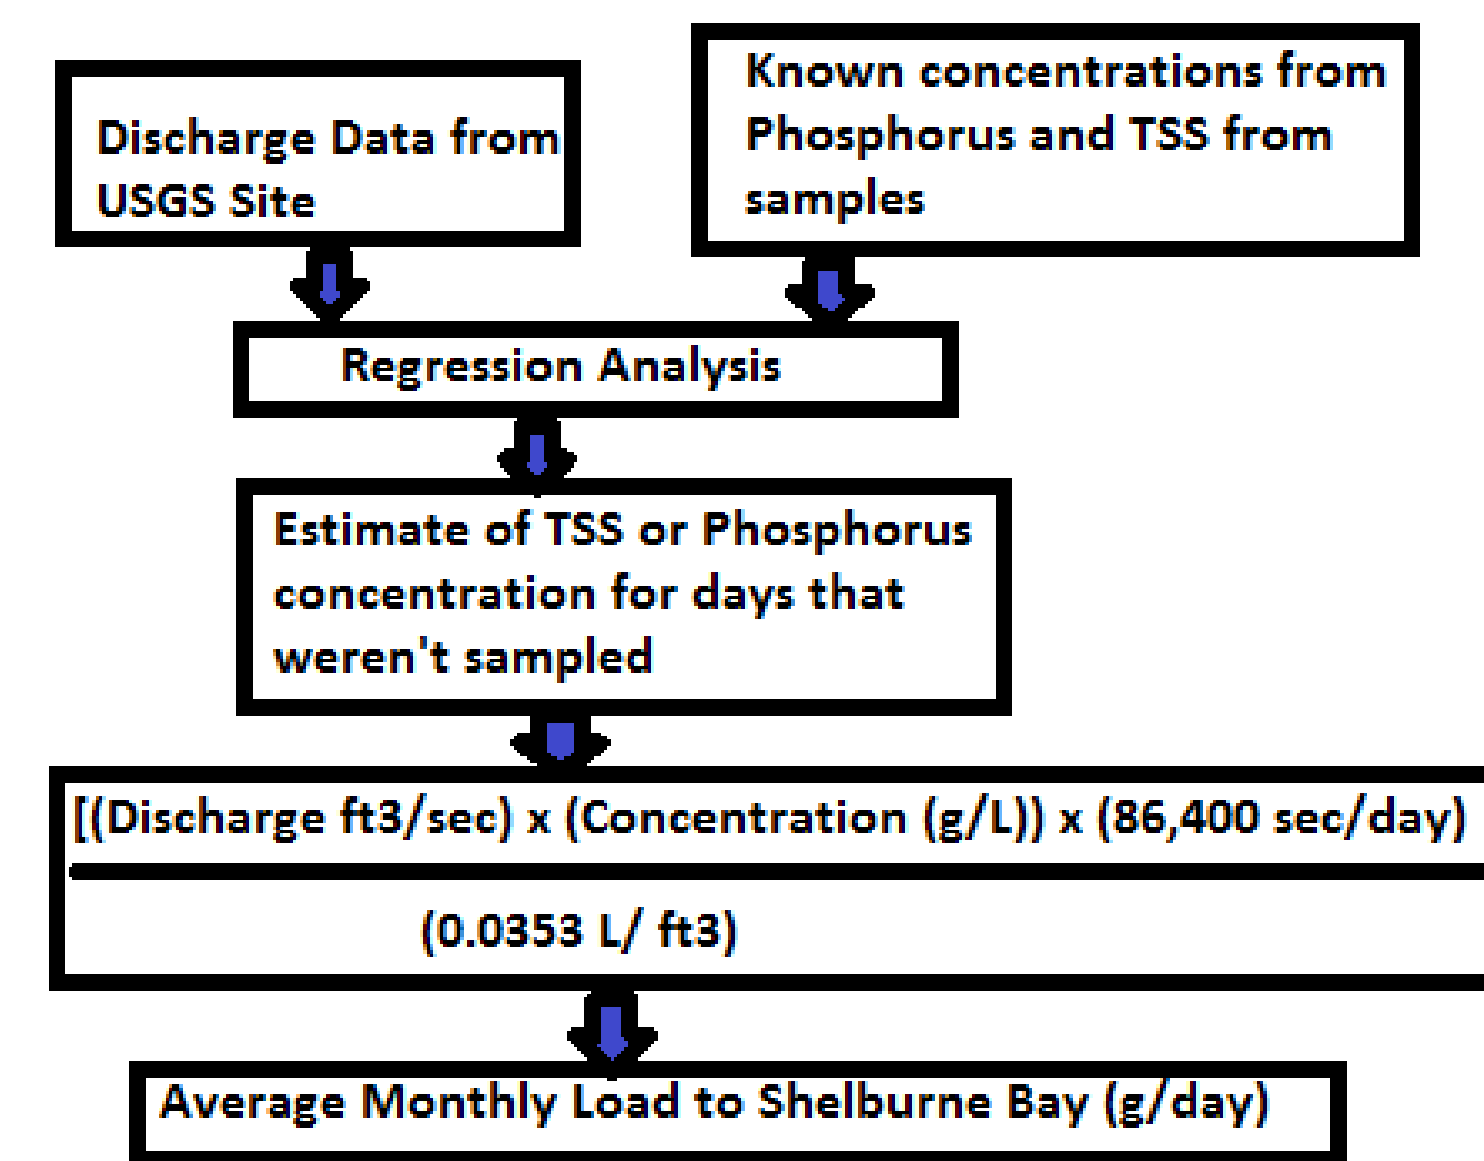 Discharge Data from
USGS Site
Known concentrations from
Phosphorus and TSS from
samples
Regression Analysis
Estimate of TSS or Phosphorus
concentration for days that
weren't sampled
[(Discharge ft3/sec) x (Concentration (g/L)) x (86,400 sec/day)
(0.0353 L/ ft3)
Average Monthly Load to Shelburne Bay (g/day)